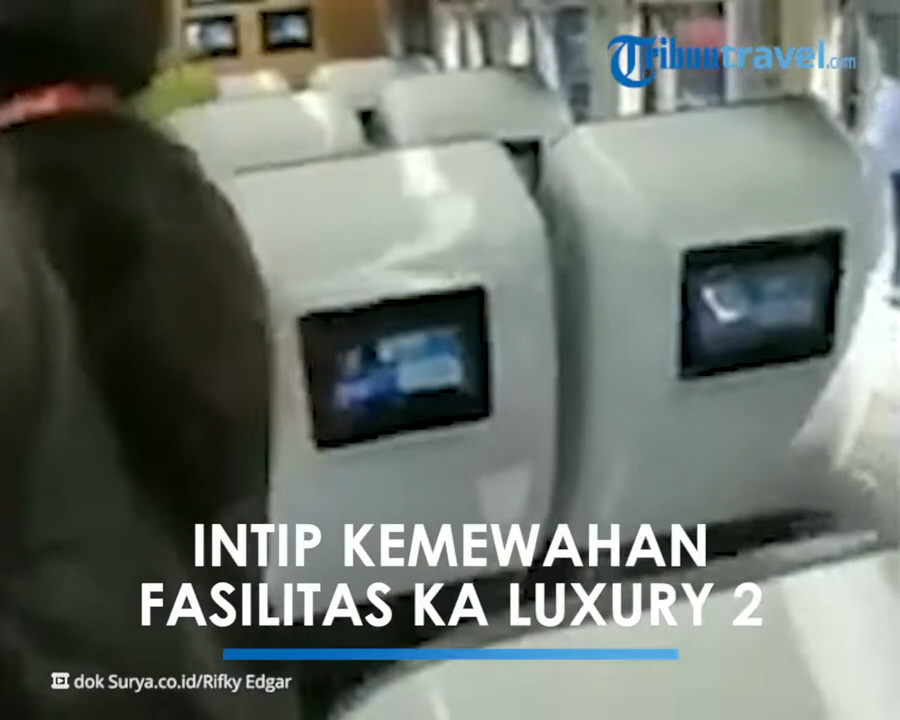 Tribuntravel.com
INTIP KEMEWAHAN
FASILITAS KA LUXURY 2
dok Surya.co.id/Rifky Edgar